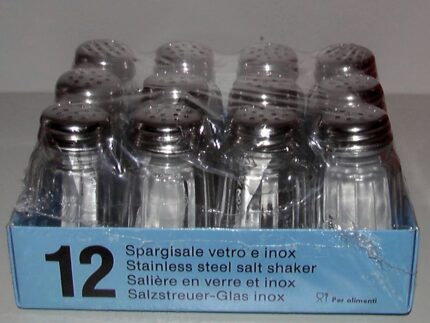 12
Spargisale vetro e inox
Stainless steel salt shaker
Salière en verre et inox
Salzstreuer-Glas inox
Per alimenti